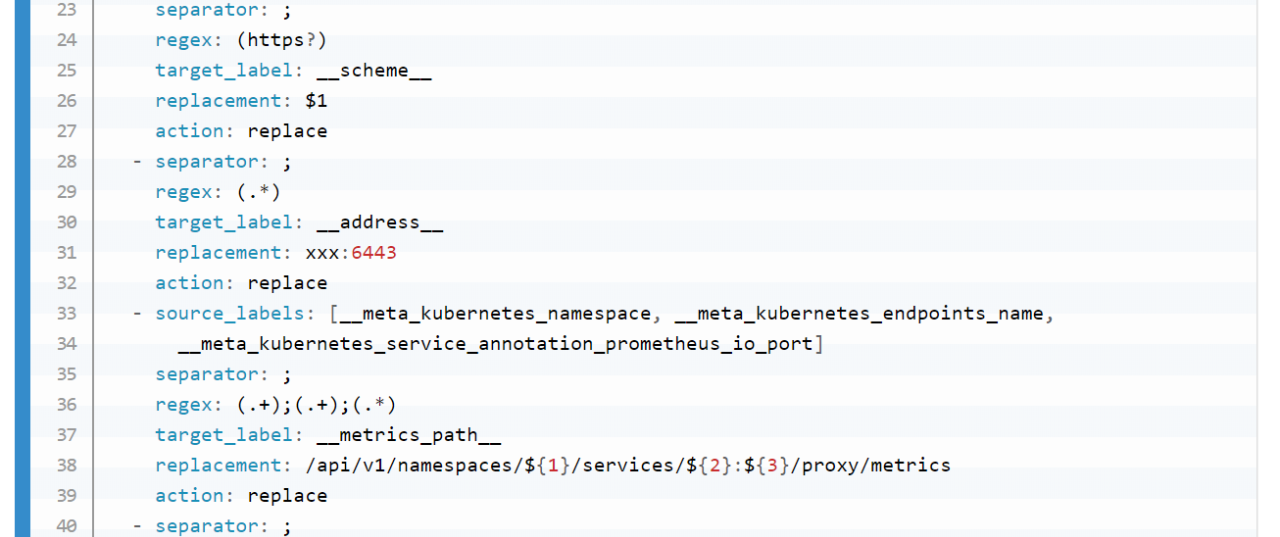 23 separator: ;
24 regex: (https?)
25 target_label: __scheme__
26 replacement: $1
27 action: replace
28 - separator: ;
29 regex: (.*)
30 target_label: __address__
31 replacement: xxx:6443
32 action: replace
33 - source_labels: [__meta_kubernetes_namespace, __meta_kubernetes_endpoints_name,
34 __meta_kubernetes_service_annotation_prometheus_io_port]
35 separator: ;
36 regex: (.+);(.+);(.*)
37 target_label: __metrics_path__
38 replacement: /api/v1/namespaces/${1}/services/${2}:${3}/proxy/metrics
39 action: replace
40 - separator: ;